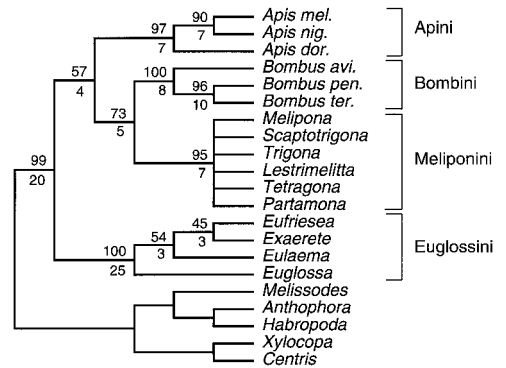 90 Apis mel.
97 7 Apis nig. Apini
7 Apis dor.
57 100 Bombus avi.
4 8 96 Bombus pen. Bombini
10 Bombus ter.
73 Melipona
5 Scaptotrigona
95 Trigona
7 Lestrimelitta Meliponini
99 Tetragona
20 Partamona
45 Eufriesea
54 3 Exaerete
100 3 Eulaema Euglossini
25 Euglossa
Melissodes
Anthophora
Habropoda
Xylocopa
Centris